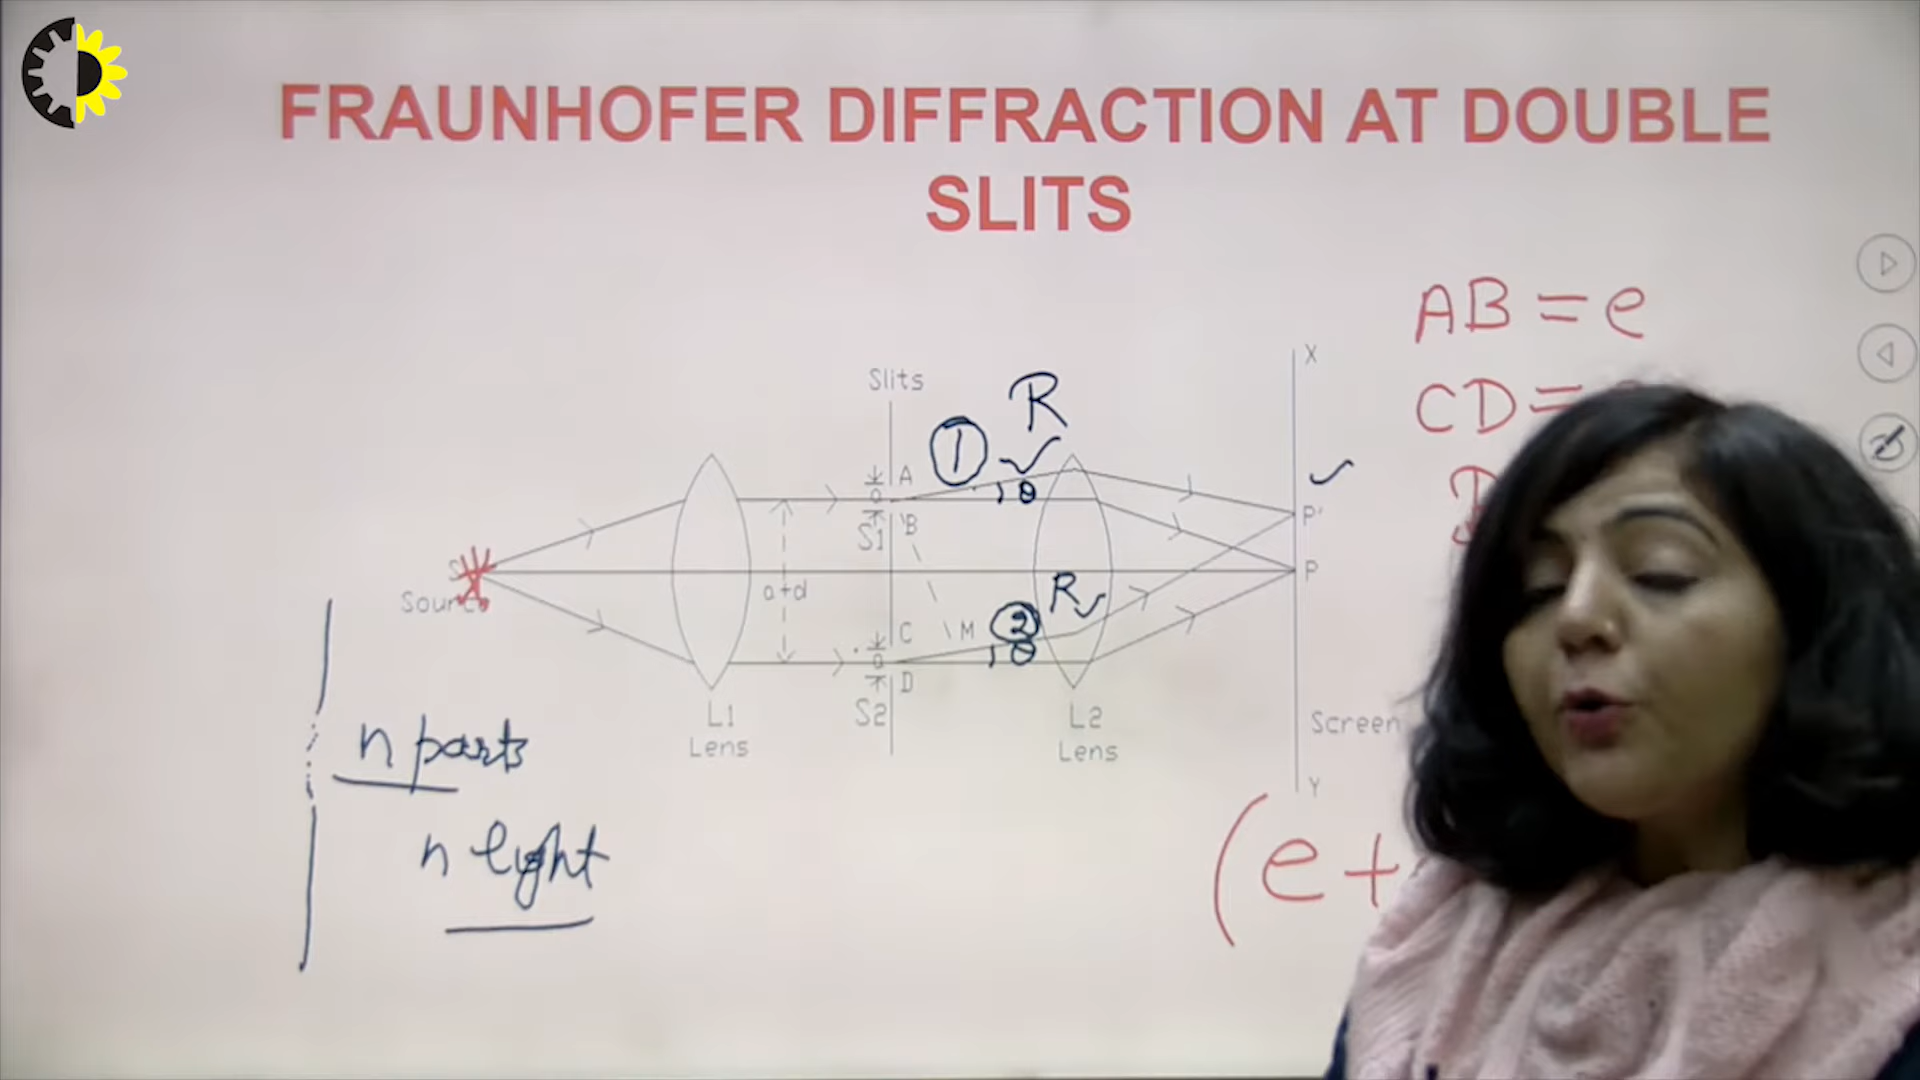 FRAUNHOFER DIFFRACTION AT DOUBLE
SLITS
AB = e
CD =
Slits
X
R
1
A
a
θ
B
S1
P'
S
P
Source
a+d
R
2
C
M
θ
a
D
L1
Lens
S2
L2
Lens
Screen
Y
n parts
n light
(e+